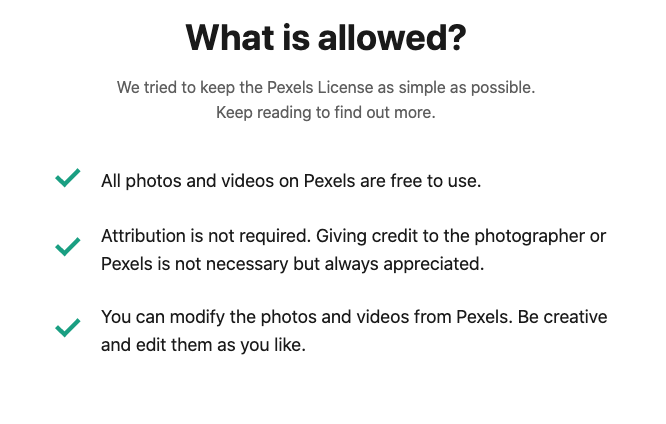 What is allowed?
We tried to keep the Pexels License as simple as possible.
Keep reading to find out more.
All photos and videos on Pexels are free to use.
Attribution is not required. Giving credit to the photographer or
Pexels is not necessary but always appreciated.
You can modify the photos and videos from Pexels. Be creative
and edit them as you like.